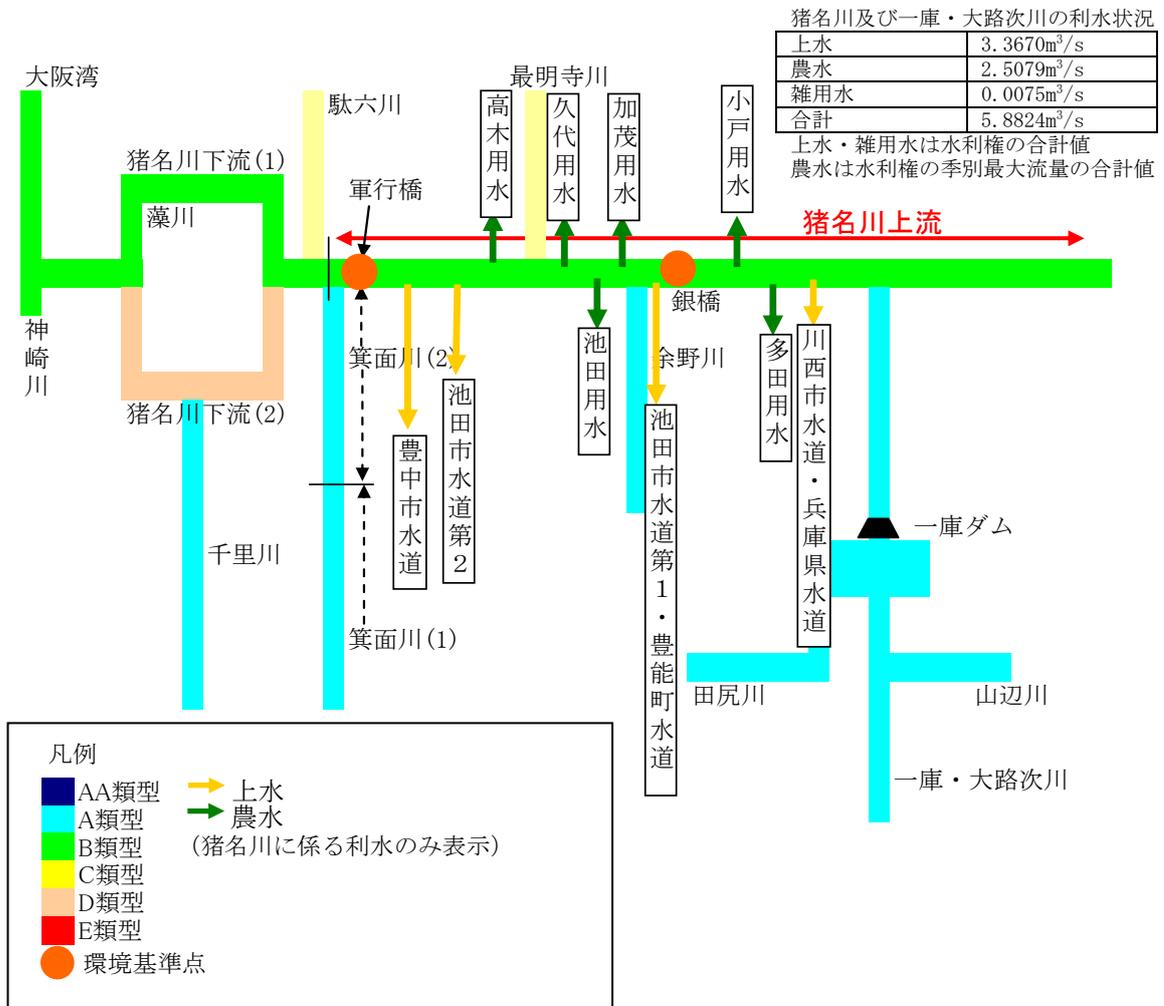 猪名川及び一庫・大路次川の利水状況
上水 3.3670m³/s
農水 2.5079m³/s
雑用水 0.0075m³/s
合計 5.8824m³/s
上水・雑用水は水利権の合計値
農水は水利権の季別最大流量の合計値
大阪湾
最明寺川
駄六川
高木用水
久代用水
加茂用水
小戸用水
猪名川下流(1)
軍行橋
藻川
猪名川上流
銀橋
神崎川
箕面川(2)
余野川
池田用水
多田用水
川西市水道・兵庫県水道
猪名川下流(2)
池田市水道第2
池田市水道第1・豊能町水道
豊中市水道
一庫ダム
千里川
箕面川(1)
田尻川
山辺川
一庫・大路次川
凡例
AA類型
A類型
B類型
C類型
D類型
E類型
環境基準点
上水
農水
(猪名川に係る利水のみ表示)